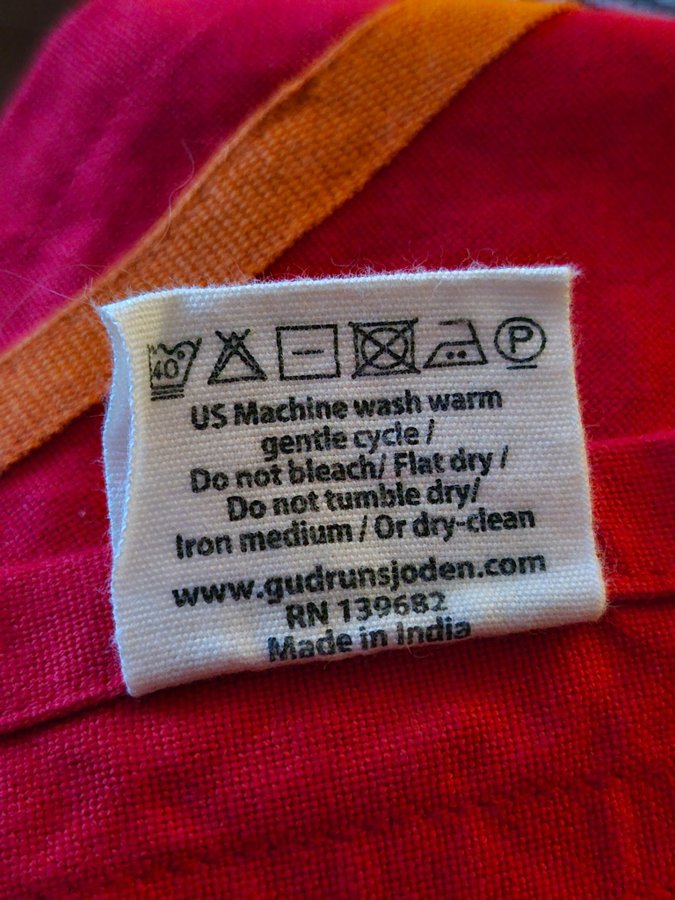 40° P
US Machine wash warm
gentle cycle /
Do not bleach/ Flat dry /
Do not tumble dry/
Iron medium / Or dry-clean
www.gudrunsjoden.com
RN 139682
Made in India